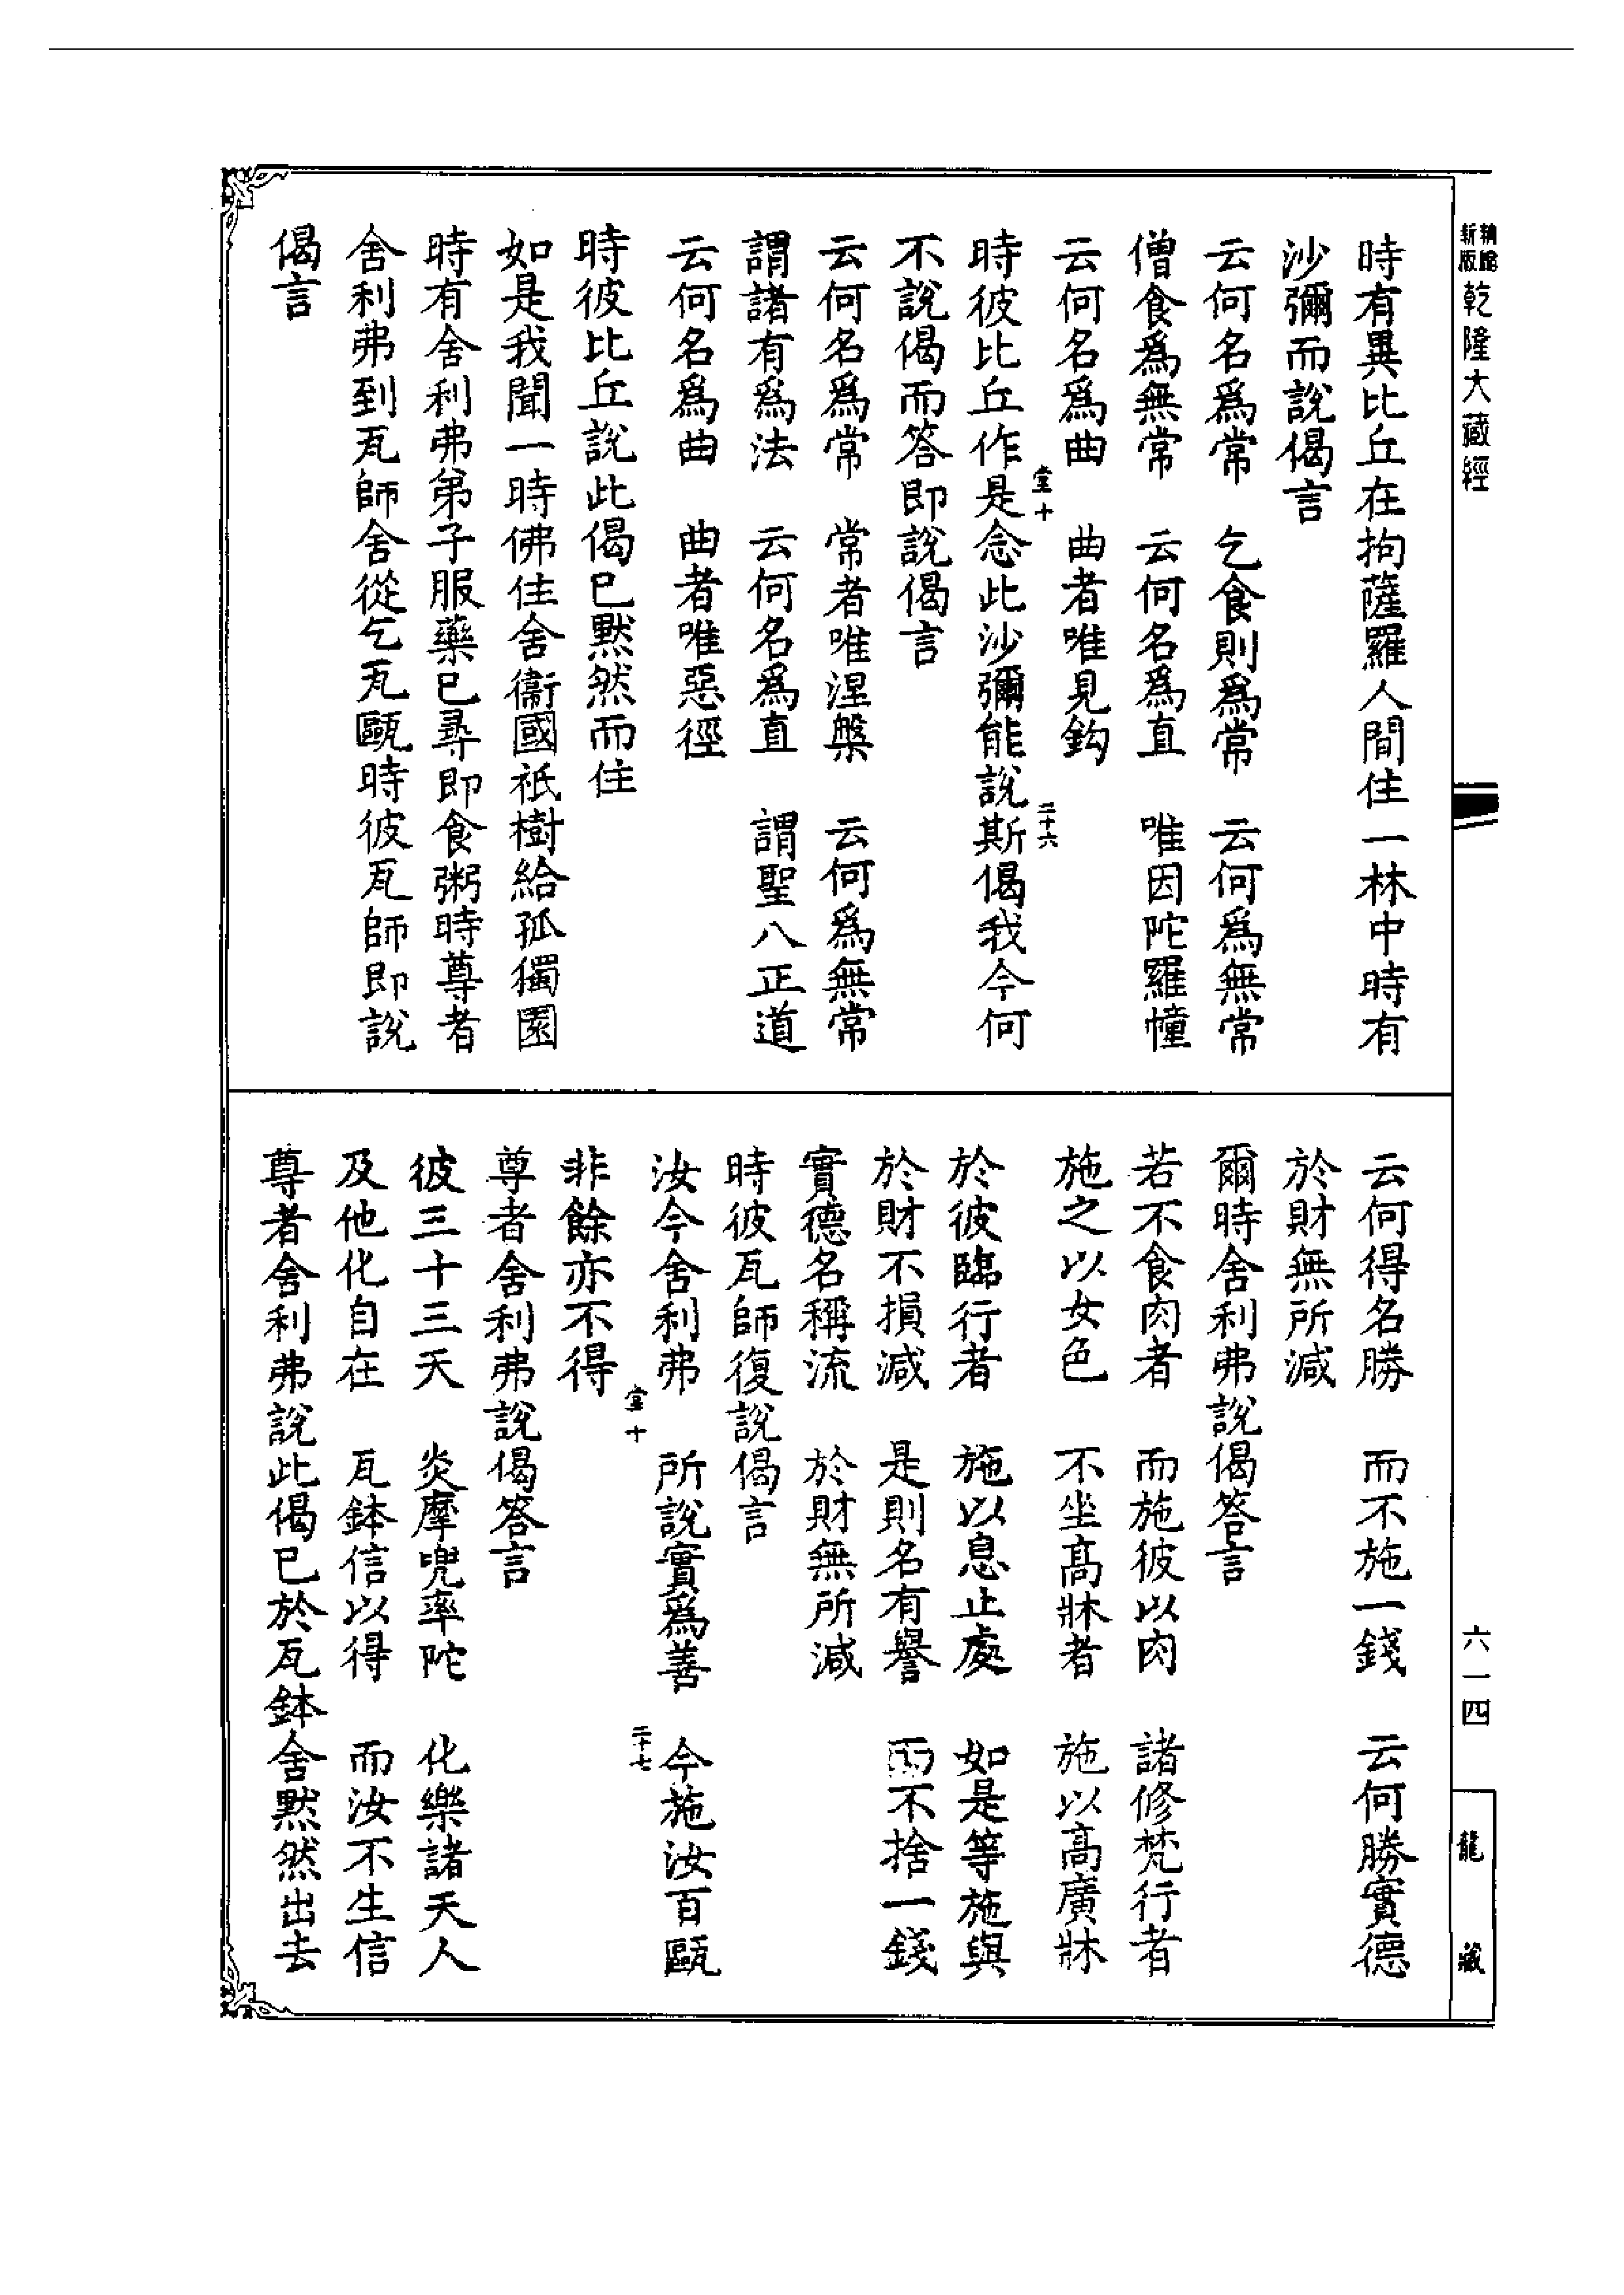 新版
乾隆大藏經
時有異比丘在拘薩羅人間住一林中時有
沙彌而說偈言
云何名爲常　乞食則爲常　云何爲無常
僧食爲無常　云何名爲直　唯因陀羅幢
云何名爲曲　曲者唯見鈎
堂十
二十六
時彼比丘作是念此沙彌能說斯偈我今何
不說偈而答即說偈言
云何名爲常　常者唯涅槃　云何爲無常
謂諸有爲法　云何名爲直　謂聖八正道
云何名爲曲　曲者唯惡徑
時彼比丘說此偈已默然而住
如是我聞一時佛住舍衞國祇樹給孤獨園
時有舍利弗弟子服藥已尋即食粥時尊者
舍利弗到瓦師舍從乞瓦甌時彼瓦師即說
偈言
云何得名勝　而不施一錢　云何勝實德
於財無所減
爾時舍利弗說偈答言
若不食肉者　而施彼以肉　諸修梵行者
施之以女色　不坐高牀者　施以高廣牀
於彼臨行者　施以息止處　如是等施與
於財不損減　是則名有譽　而不捨一錢
實德名稱流　於財無所減
時彼瓦師復說偈言
汝今舍利弗　所說實爲善　今施汝百甌
堂十
二十七
非餘亦不得
尊者舍利弗說偈答言
彼三十三天　炎摩兜率陀　化樂諸天人
及他化自在　瓦鉢信以得　而汝不生信
尊者舍利弗說此偈已於瓦鉢舍默然出去
六一四
龍藏